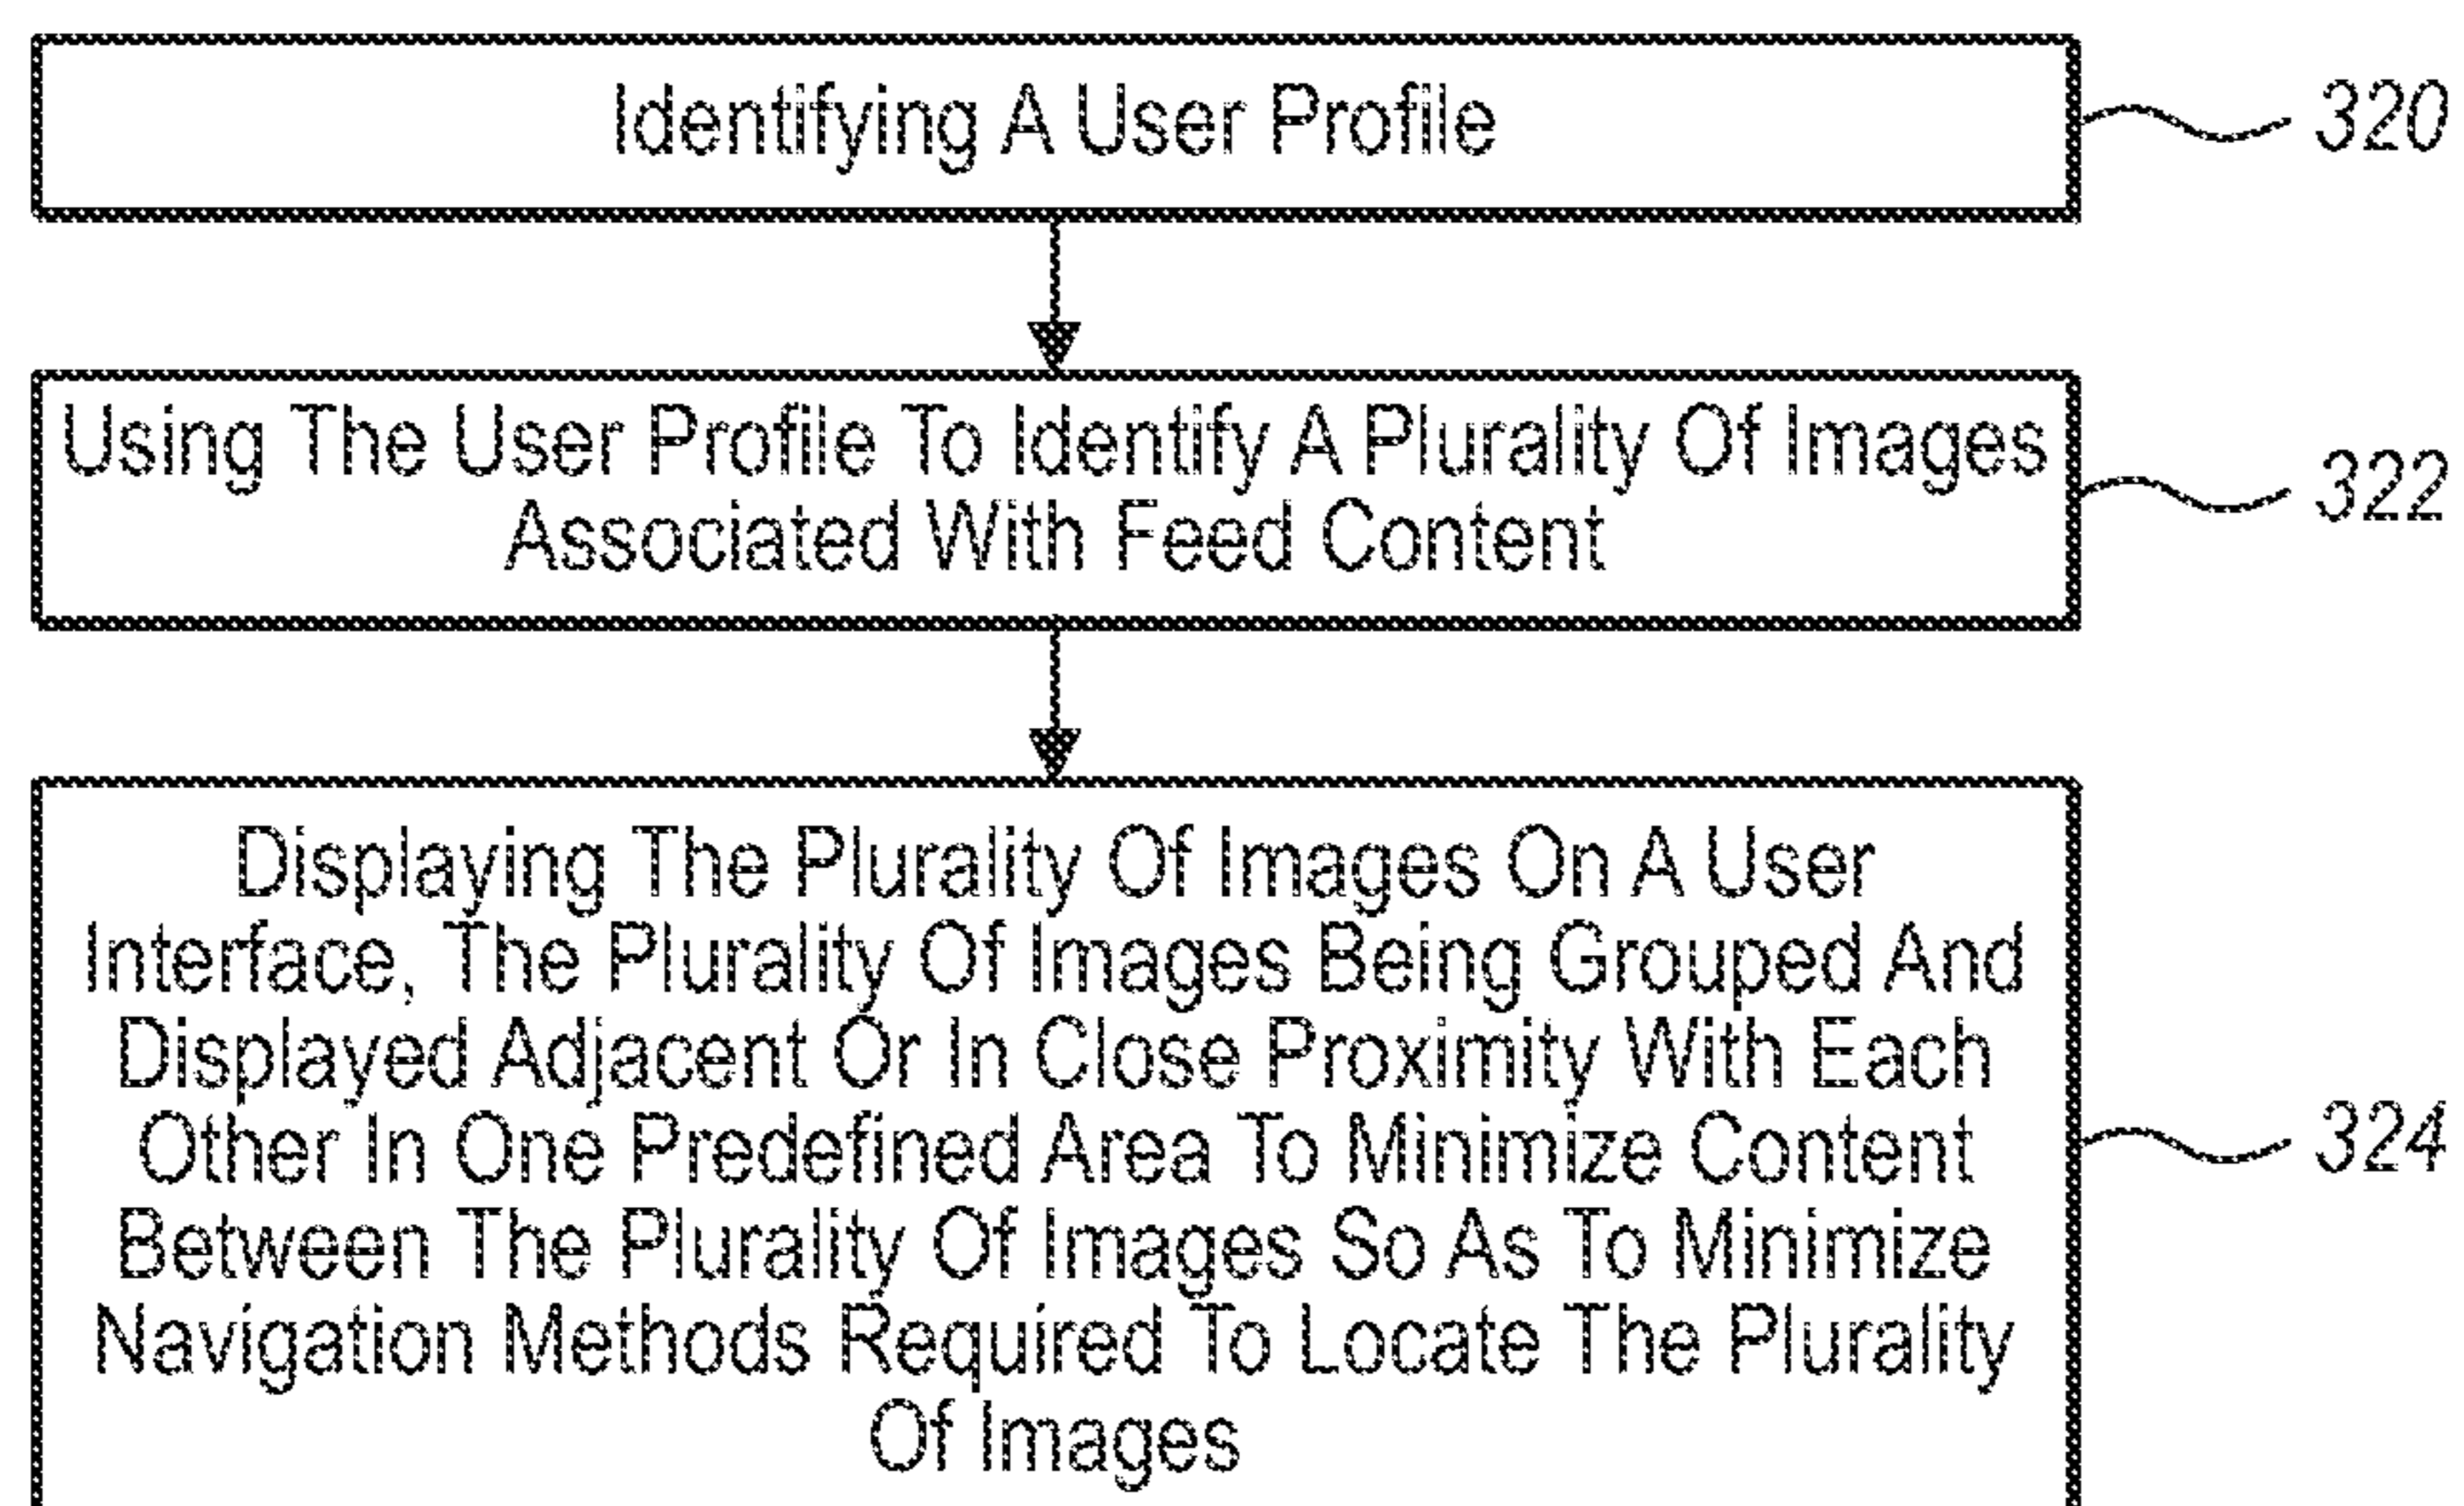 Identifying A User Profile
320
Using The User Profile To Identify A Plurality Of Images
Associated With Feed Content
322
Displaying The Plurality Of Images On A User
Interface, The Plurality Of Images Being Grouped And
Displayed Adjacent Or In Close Proximity With Each
Other In One Predefined Area To Minimize Content
Between The Plurality Of Images So As To Minimize
Navigation Methods Required To Locate The Plurality
Of Images
324